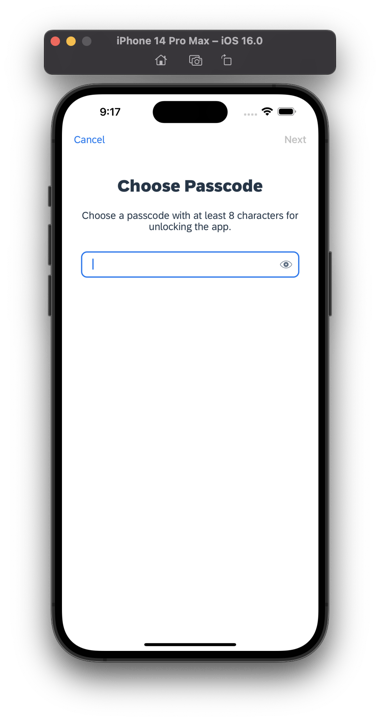 iPhone 14 Pro Max – iOS 16.0
9:17
Cancel
Next
Choose Passcode
Choose a passcode with at least 8 characters for
unlocking the app.